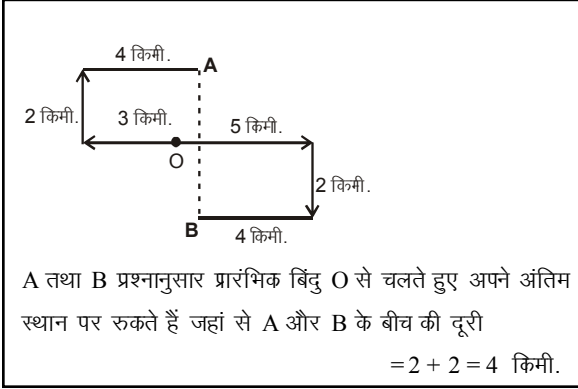 4 किमी.
A
2 किमी.
3 किमी.
5 किमी.
O
2 किमी.
B
4 किमी.
A तथा B प्रश्नानुसार प्रारंभिक बिंदु O से चलते हुए अपने अंतिम
स्थान पर रुकते हैं जहां से A और B के बीच की दूरी
= 2 + 2 = 4 किमी.